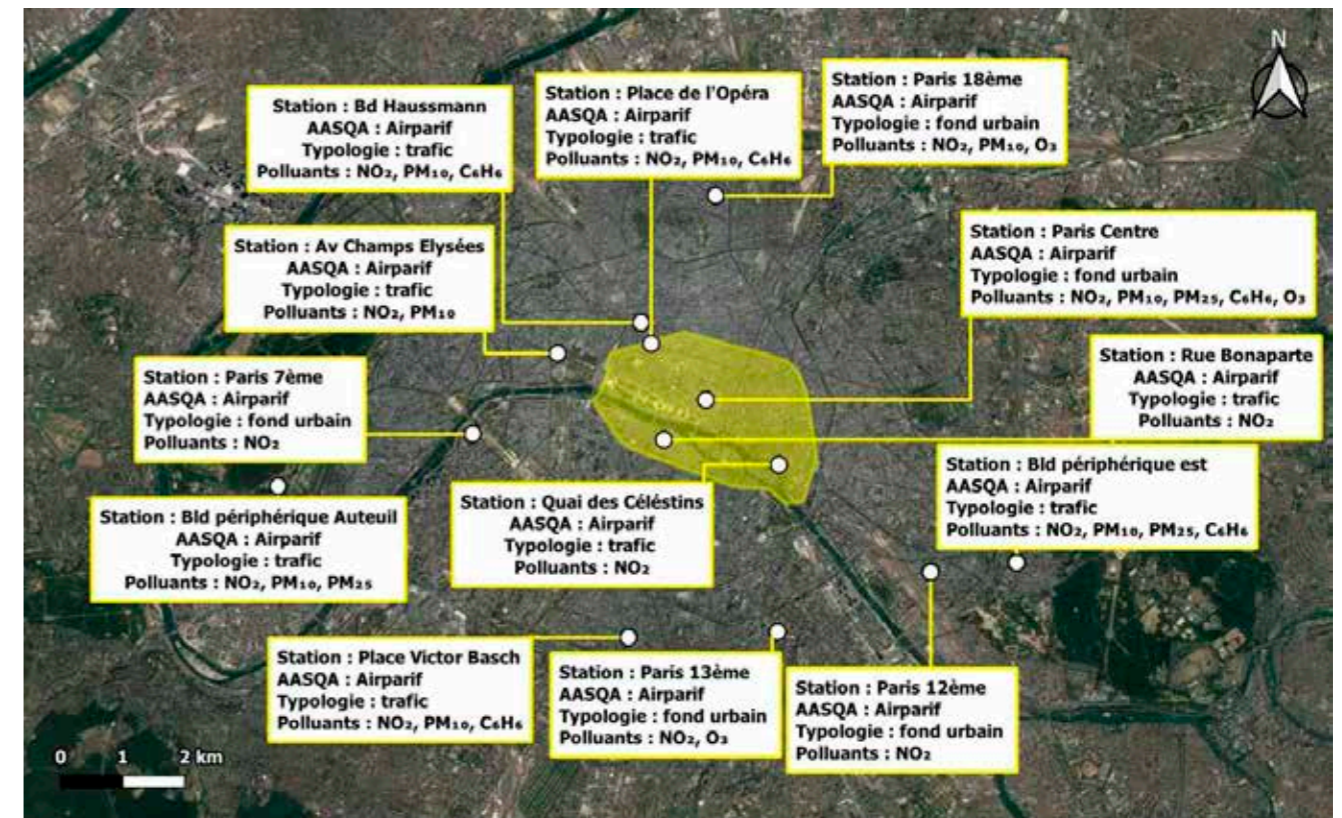 Station : Bd Haussmann
AASQA : Airparif
Typologie : trafic
Polluants : NO₂, PM₁₀, C₆H₆
Station : Place de l'Opéra
AASQA : Airparif
Typologie : trafic
Polluants : NO₂, PM₁₀, C₆H₆
Station : Paris 18ème
AASQA : Airparif
Typologie : fond urbain
Polluants : NO₂, PM₁₀, O₃
N
Station : Av Champs Elysées
AASQA : Airparif
Typologie : trafic
Polluants : NO₂, PM₁₀
Station : Paris Centre
AASQA : Airparif
Typologie : fond urbain
Polluants : NO₂, PM₁₀, PM₂₅, C₆H₆, O₃
Station : Paris 7ème
AASQA : Airparif
Typologie : fond urbain
Polluants : NO₂
Station : Rue Bonaparte
AASQA : Airparif
Typologie : trafic
Polluants : NO₂
Station : Bld périphérique Auteuil
AASQA : Airparif
Typologie : trafic
Polluants : NO₂, PM₁₀, PM₂₅
Station : Quai des Céléstins
AASQA : Airparif
Typologie : trafic
Polluants : NO₂
Station : Bld périphérique est
AASQA : Airparif
Typologie : trafic
Polluants : NO₂, PM₁₀, PM₂₅, C₆H₆
Station : Place Victor Basch
AASQA : Airparif
Typologie : trafic
Polluants : NO₂, PM₁₀, C₆H₆
Station : Paris 13ème
AASQA : Airparif
Typologie : fond urbain
Polluants : NO₂, O₃
Station : Paris 12ème
AASQA : Airparif
Typologie : fond urbain
Polluants : NO₂
0 1 2 km